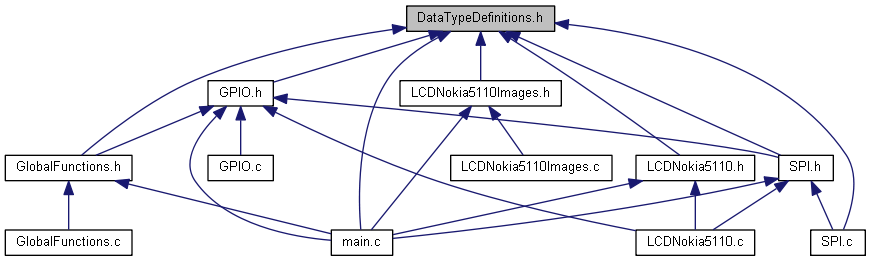 DataTypeDefinitions.h
GPIO.h
LCDNokia5110Images.h
GlobalFunctions.h
GPIO.c
LCDNokia5110Images.c
LCDNokia5110.h
SPI.h
GlobalFunctions.c
main.c
LCDNokia5110.c
SPI.c